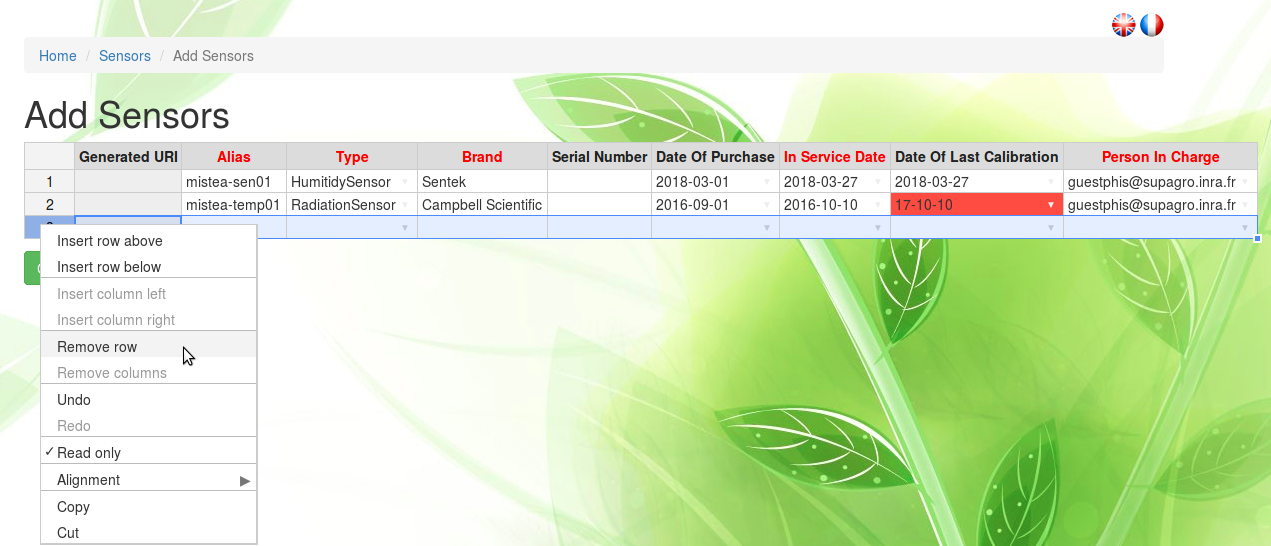 Home / Sensors / Add Sensors
Add Sensors
Generated URI Alias Type Brand Serial Number Date Of Purchase In Service Date Date Of Last Calibration Person In Charge
1 mistea-sen01 HumitidySensor Sentek 2018-03-01 2018-03-27 2018-03-27 guestphis@supagro.inra.fr
2 mistea-temp01 RadiationSensor Campbell Scientific 2016-09-01 2016-10-10 17-10-10 guestphis@supagro.inra.fr
Insert row above
Insert row below
Insert column left
Insert column right
Remove row
Remove columns
Undo
Redo
✓ Read only
Alignment ▶
Copy
Cut